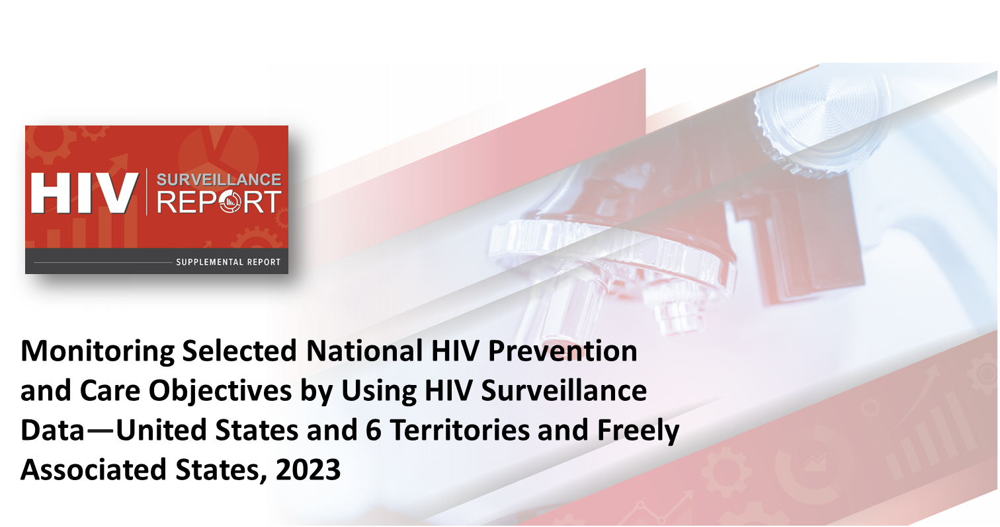 HIV
SURVEILLANCE
REPORT
SUPPLEMENTAL REPORT
Monitoring Selected National HIV Prevention
and Care Objectives by Using HIV Surveillance
Data—United States and 6 Territories and Freely
Associated States, 2023